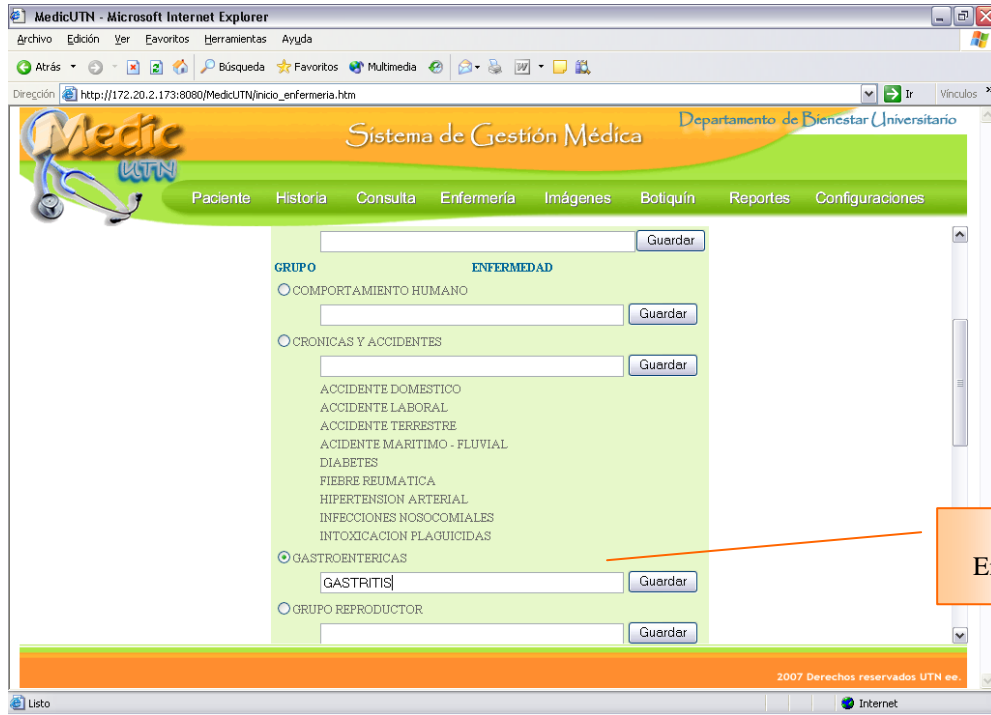 MedicUTN - Microsoft Internet Explorer
Archivo Edición Ver Favoritos Herramientas Ayuda
Atrás Búsqueda Favoritos Multimedia
Dirección http://172.20.2.173:8080/MedicUTN/inicio_enfermeria.htm Ir Vínculos »
Medic UTN
Sistema de Gestión Médica
Departamento de Bienestar Universitario
Paciente Historia Consulta Enfermería Imágenes Botiquín Reportes Configuraciones
Guardar
GRUPO ENFERMEDAD
COMPORTAMIENTO HUMANO
Guardar
CRONICAS Y ACCIDENTES
Guardar
ACCIDENTE DOMESTICO
ACCIDENTE LABORAL
ACCIDENTE TERRESTRE
ACIDENTE MARITIMO - FLUVIAL
DIABETES
FIEBRE REUMATICA
HIPERTENSION ARTERIAL
INFECCIONES NOSOCOMIALES
INTOXICACION PLAGUICIDAS
GASTROENTERICAS
GASTRITIS Guardar
GRUPO REPRODUCTOR
Guardar
2007 Derechos reservados UTN ee.
Listo Internet